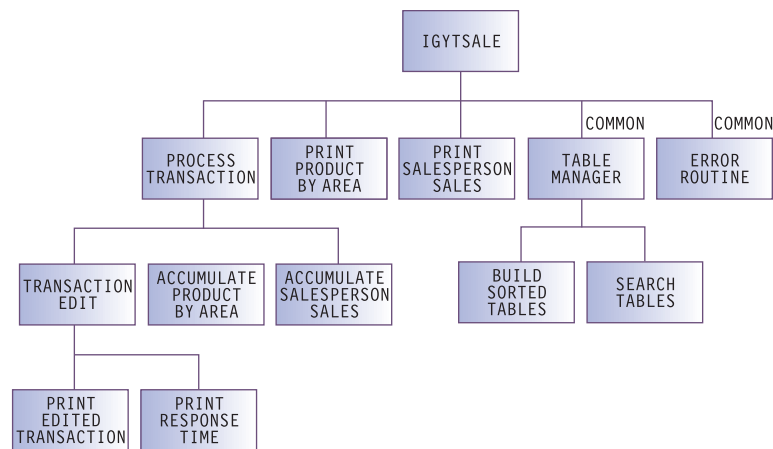 IGYTSALE
COMMON
COMMON
PROCESS
TRANSACTION
PRINT
PRODUCT
BY AREA
PRINT
SALESPERSON
SALES
TABLE
MANAGER
ERROR
ROUTINE
TRANSACTION
EDIT
ACCUMULATE
PRODUCT
BY AREA
ACCUMULATE
SALESPERSON
SALES
BUILD
SORTED
TABLES
SEARCH
TABLES
PRINT
EDITED
TRANSACTION
PRINT
RESPONSE
TIME